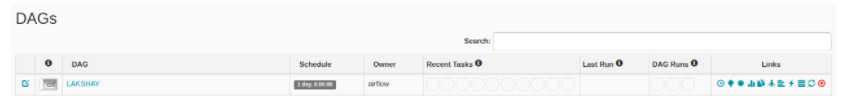 DAGs
Search:
DAG Schedule Owner Recent Tasks Last Run DAG Runs Links
Off LAKSHAY 1 day, 0:00:00 airflow